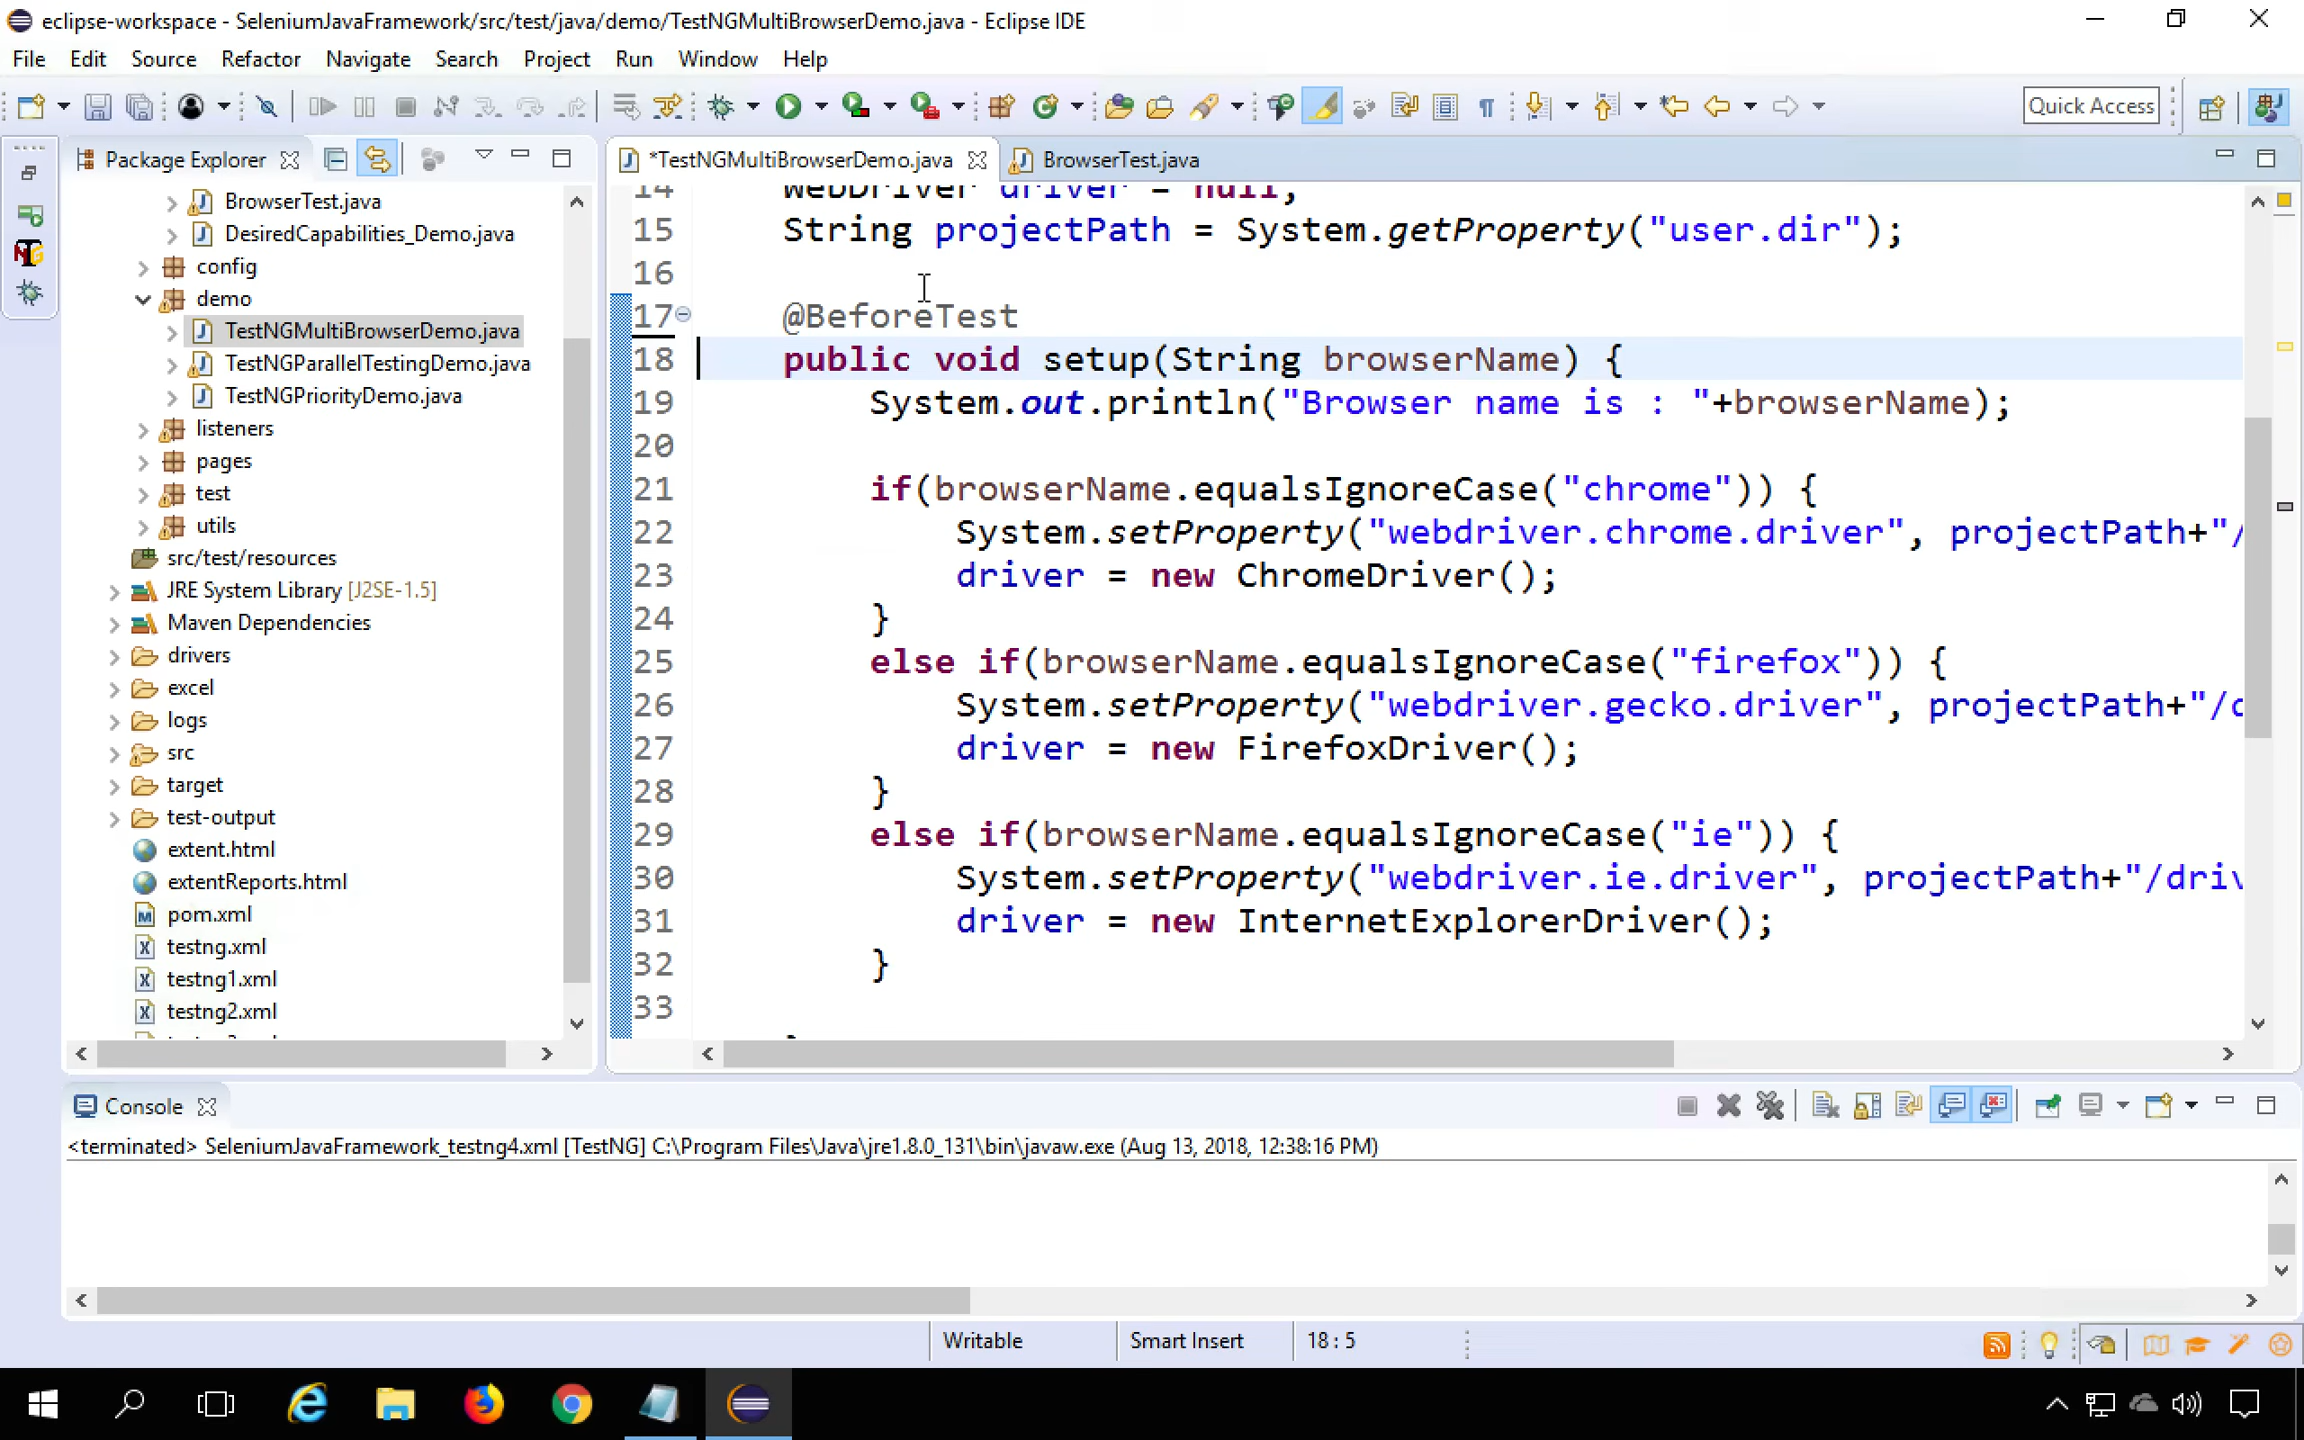 eclipse-workspace - SeleniumJavaFramework/src/test/java/demo/TestNGMultiBrowserDemo.java - Eclipse IDE
File Edit Source Refactor Navigate Search Project Run Window Help
Quick Access
Package Explorer
BrowserTest.java
DesiredCapabilities_Demo.java
config
demo
TestNGMultiBrowserDemo.java
TestNGParallelTestingDemo.java
TestNGPriorityDemo.java
listeners
pages
test
utils
src/test/resources
JRE System Library [J2SE-1.5]
Maven Dependencies
drivers
excel
logs
src
target
test-output
extent.html
extentReports.html
pom.xml
testng.xml
testng1.xml
testng2.xml
*TestNGMultiBrowserDemo.java BrowserTest.java
14 WebDriver driver = null;
15 String projectPath = System.getProperty("user.dir");
16
17 @BeforeTest
18 public void setup(String browserName) {
19 System.out.println("Browser name is : "+browserName);
20
21 if(browserName.equalsIgnoreCase("chrome")) {
22 System.setProperty("webdriver.chrome.driver", projectPath+"/
23 driver = new ChromeDriver();
24 }
25 else if(browserName.equalsIgnoreCase("firefox")) {
26 System.setProperty("webdriver.gecko.driver", projectPath+"/d
27 driver = new FirefoxDriver();
28 }
29 else if(browserName.equalsIgnoreCase("ie")) {
30 System.setProperty("webdriver.ie.driver", projectPath+"/driv
31 driver = new InternetExplorerDriver();
32 }
33
Console
<terminated> SeleniumJavaFramework_testng4.xml [TestNG] C:\Program Files\Java\jre1.8.0_131\bin\javaw.exe (Aug 13, 2018, 12:38:16 PM)
Writable Smart Insert 18 : 5